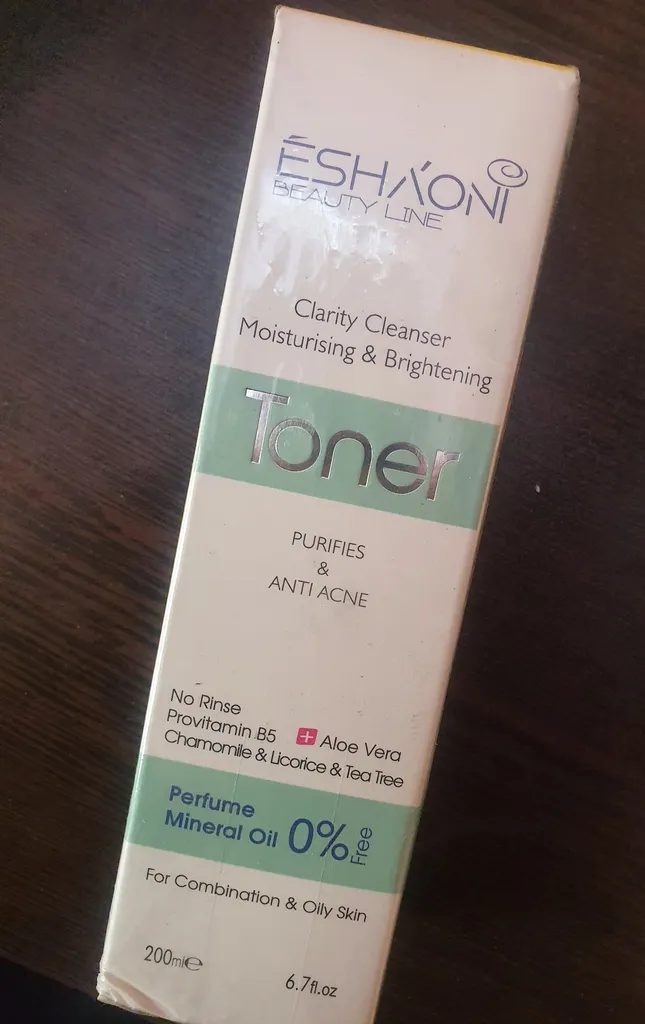 ÉSHÁONI
BEAUTY LINE
Clarity Cleanser
Moisturising & Brightening
Toner
PURIFIES
&
ANTI ACNE
No Rinse
Provitamin B5 + Aloe Vera
Chamomile & Licorice & Tea Tree
Perfume
Mineral Oil 0% Free
For Combination & Oily Skin
200ml℮
6.7fl.oz